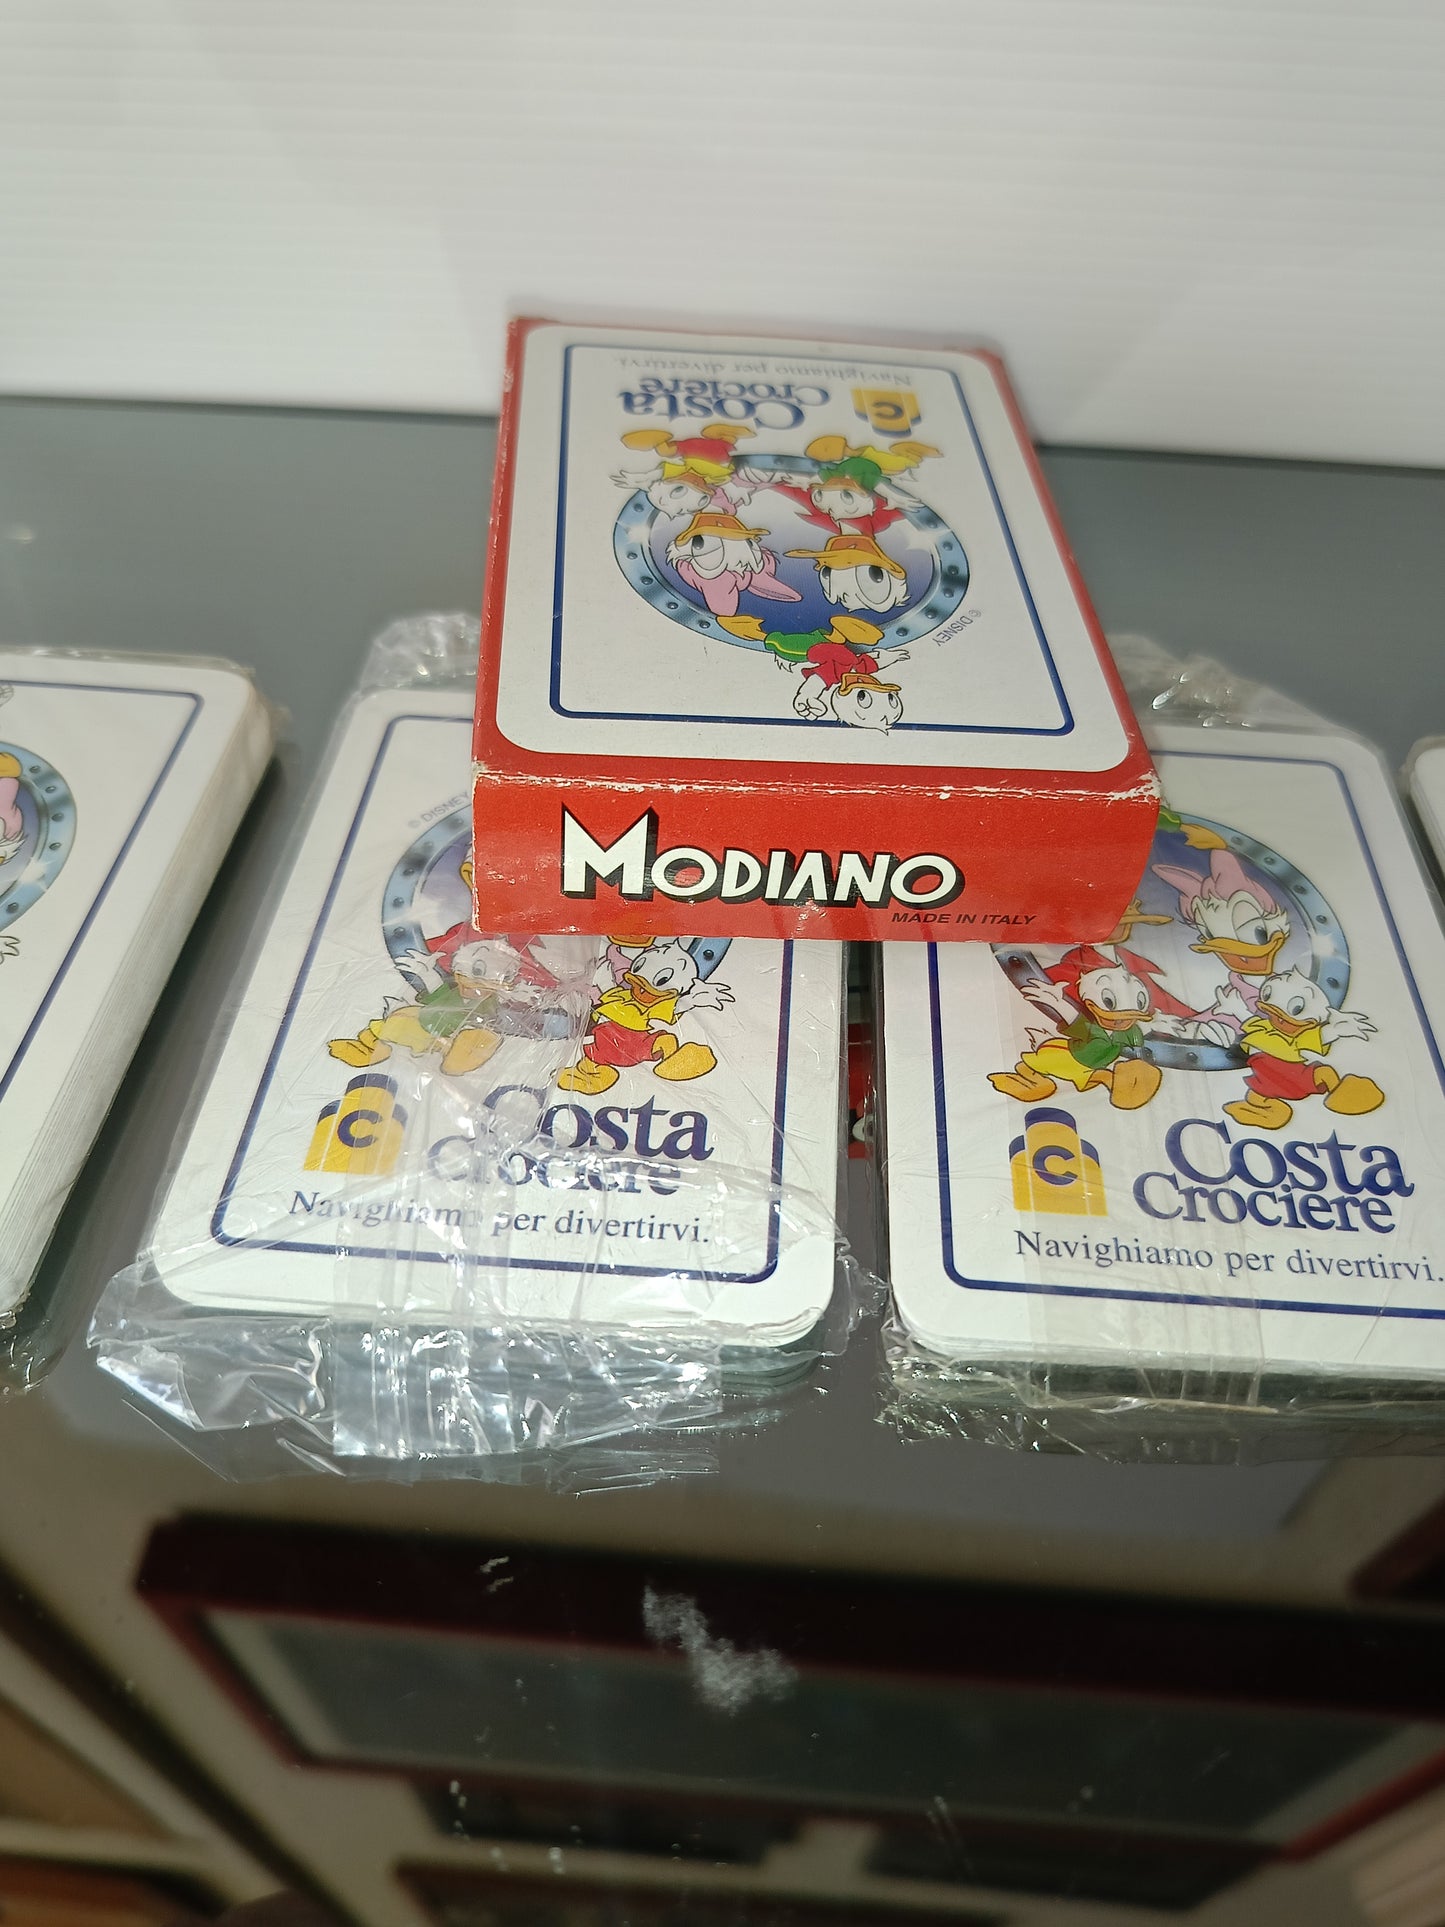 Navighiamo per divertirvi.
Costa
Crociere
C
© DISNEY
MODIANO
MADE IN ITALY
© DISNEY
C
Costa
Crociere
Navighiamo per divertirvi.
C
Costa
Crociere
Navighiamo per divertirvi.